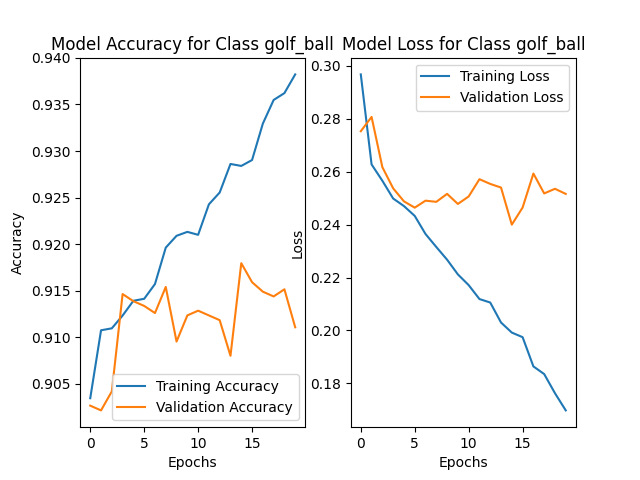 Model Accuracy for Class golf_ball
0.940
0.935
0.930
0.925
0.920
0.915
0.910
0.905
Accuracy
Training Accuracy
Validation Accuracy
0 5 10 15
Epochs
Model Loss for Class golf_ball
0.30
0.28
0.26
0.24
0.22
0.20
0.18
Loss
Training Loss
Validation Loss
0 5 10 15
Epochs